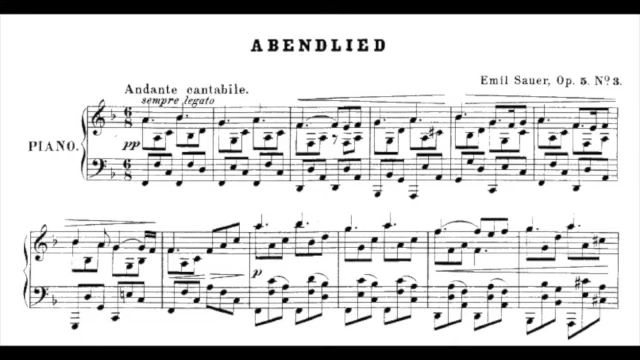 ABENDLIED
Andante cantabile.
Emil Sauer, Op. 5. Nº 3.
sempre legato
PIANO.
pp
p